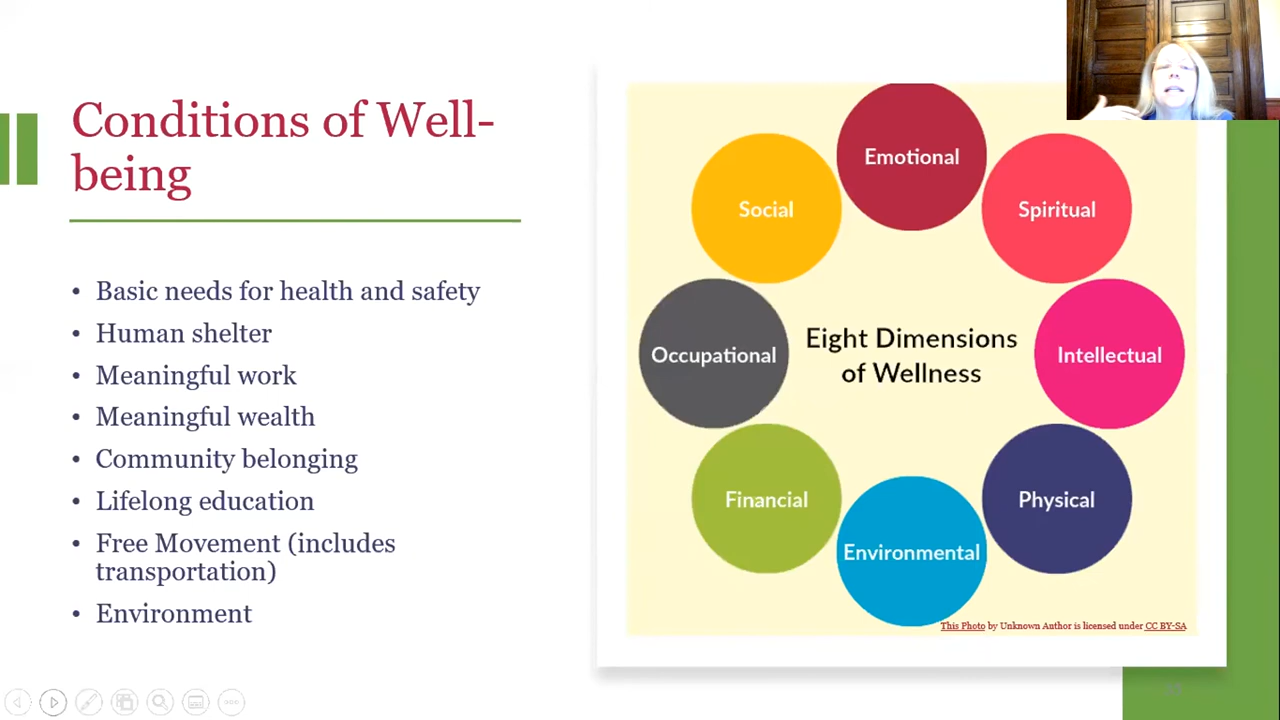 Conditions of Well-
being
• Basic needs for health and safety
• Human shelter
• Meaningful work
• Meaningful wealth
• Community belonging
• Lifelong education
• Free Movement (includes
transportation)
• Environment
Emotional
Social
Spiritual
Occupational
Eight Dimensions
of Wellness
Intellectual
Financial
Physical
Environmental
This Photo by Unknown Author is licensed under CC BY-SA